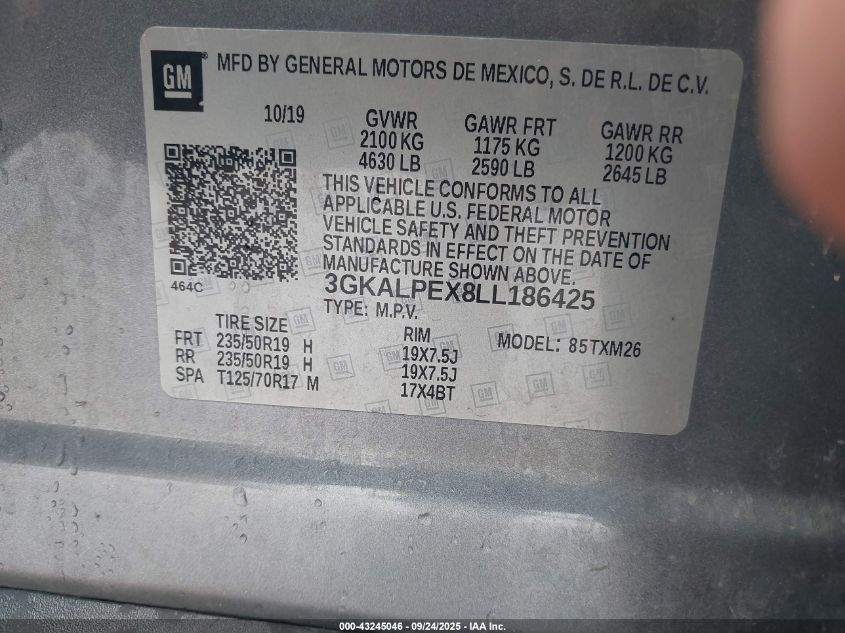 GM
MFD BY GENERAL MOTORS DE MEXICO, S. DE R.L. DE C.V.
10/19 GVWR GAWR FRT GAWR RR
2100 KG 1175 KG 1200 KG
4630 LB 2590 LB 2645 LB
THIS VEHICLE CONFORMS TO ALL
APPLICABLE U.S. FEDERAL MOTOR
VEHICLE SAFETY AND THEFT PREVENTION
STANDARDS IN EFFECT ON THE DATE OF
MANUFACTURE SHOWN ABOVE.
464C
3GKALPEX8LL186425
TYPE: M.P.V.
TIRE SIZE RIM MODEL: 85TXM26
FRT 235/50R19 H 19X7.5J
RR 235/50R19 H 19X7.5J
SPA T125/70R17 M 17X4BT
000-43245046 - 09/24/2025 - IAA Inc.